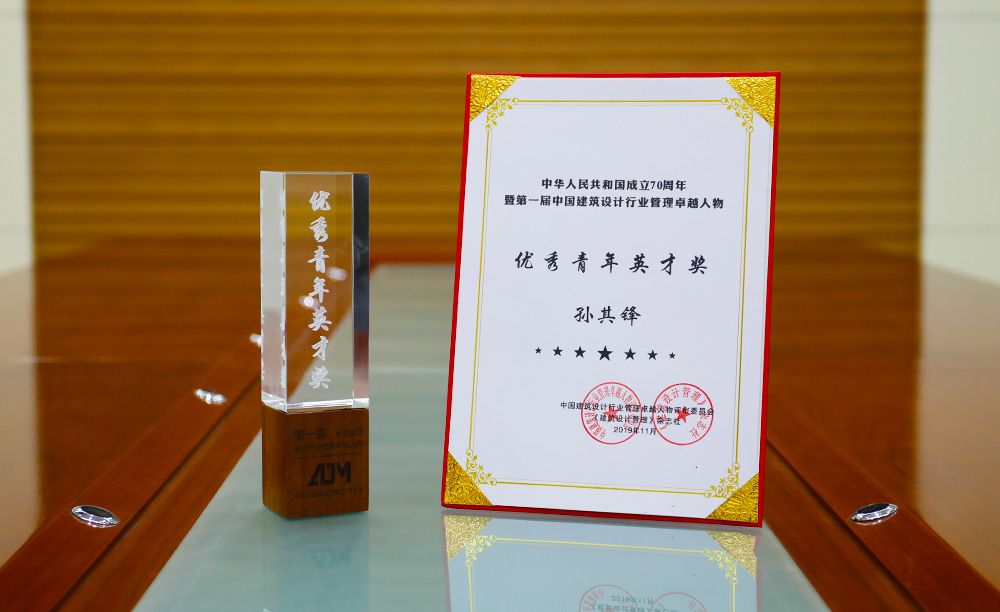 优秀青年英才奖
第一届
中华人民共和国成立70周年
暨第一届中国建筑设计行业管理卓越人物
优秀青年英才奖
孙其锋
中国建筑设计行业管理卓越人物评审委员会
《建筑设计管理》杂志社
2019年11月